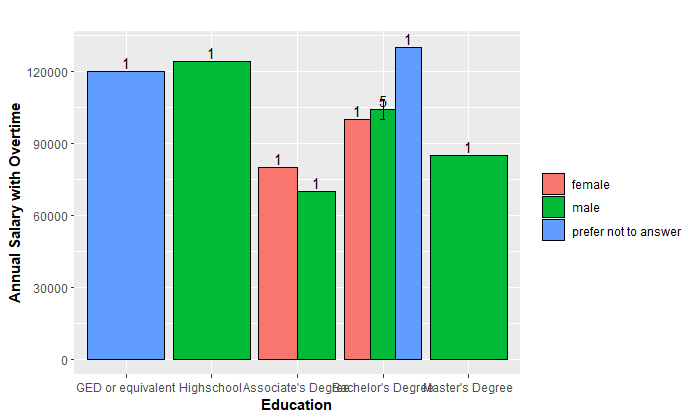 1
1
1
1
1
5
1
1
120000
90000
60000
30000
0
Annual Salary with Overtime
GED or equivalent
Highschool
Associate's Degree
Bachelor's Degree
Master's Degree
Education
female
male
prefer not to answer